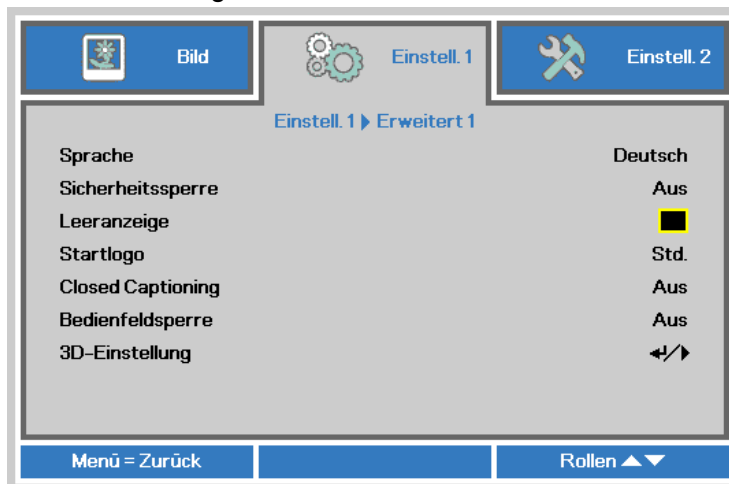 Bild
Einstell. 1
Einstell. 2
Einstell. 1 Erweitert 1
Sprache Deutsch
Sicherheitssperre Aus
Leeranzeige
Startlogo Std.
Closed Captioning Aus
Bedienfeldsperre Aus
3D-Einstellung ↵/▶
Menü = Zurück
Rollen ▲▼